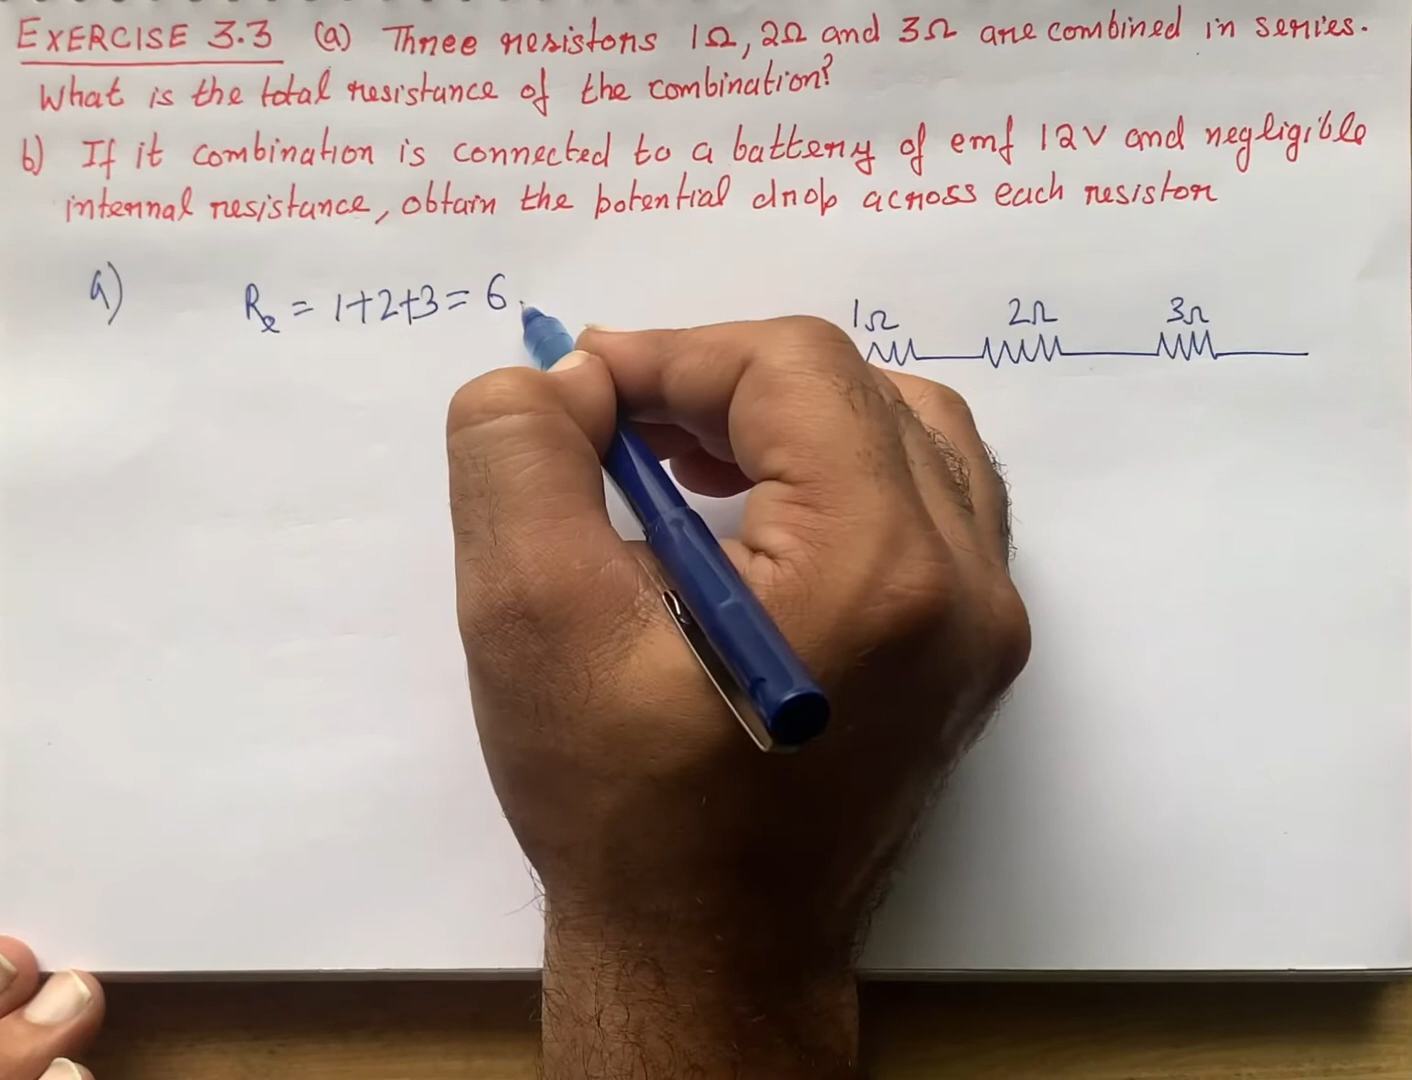 EXERCISE 3.3 (a) Three resistors 1Ω, 2Ω and 3Ω are combined in series.
What is the total resistance of the combination?
b) If it combination is connected to a battery of emf 12V and negligible
internal resistance, obtain the potential drop across each resistor
a) Re = 1+2+3 = 6
1Ω 2Ω 3Ω